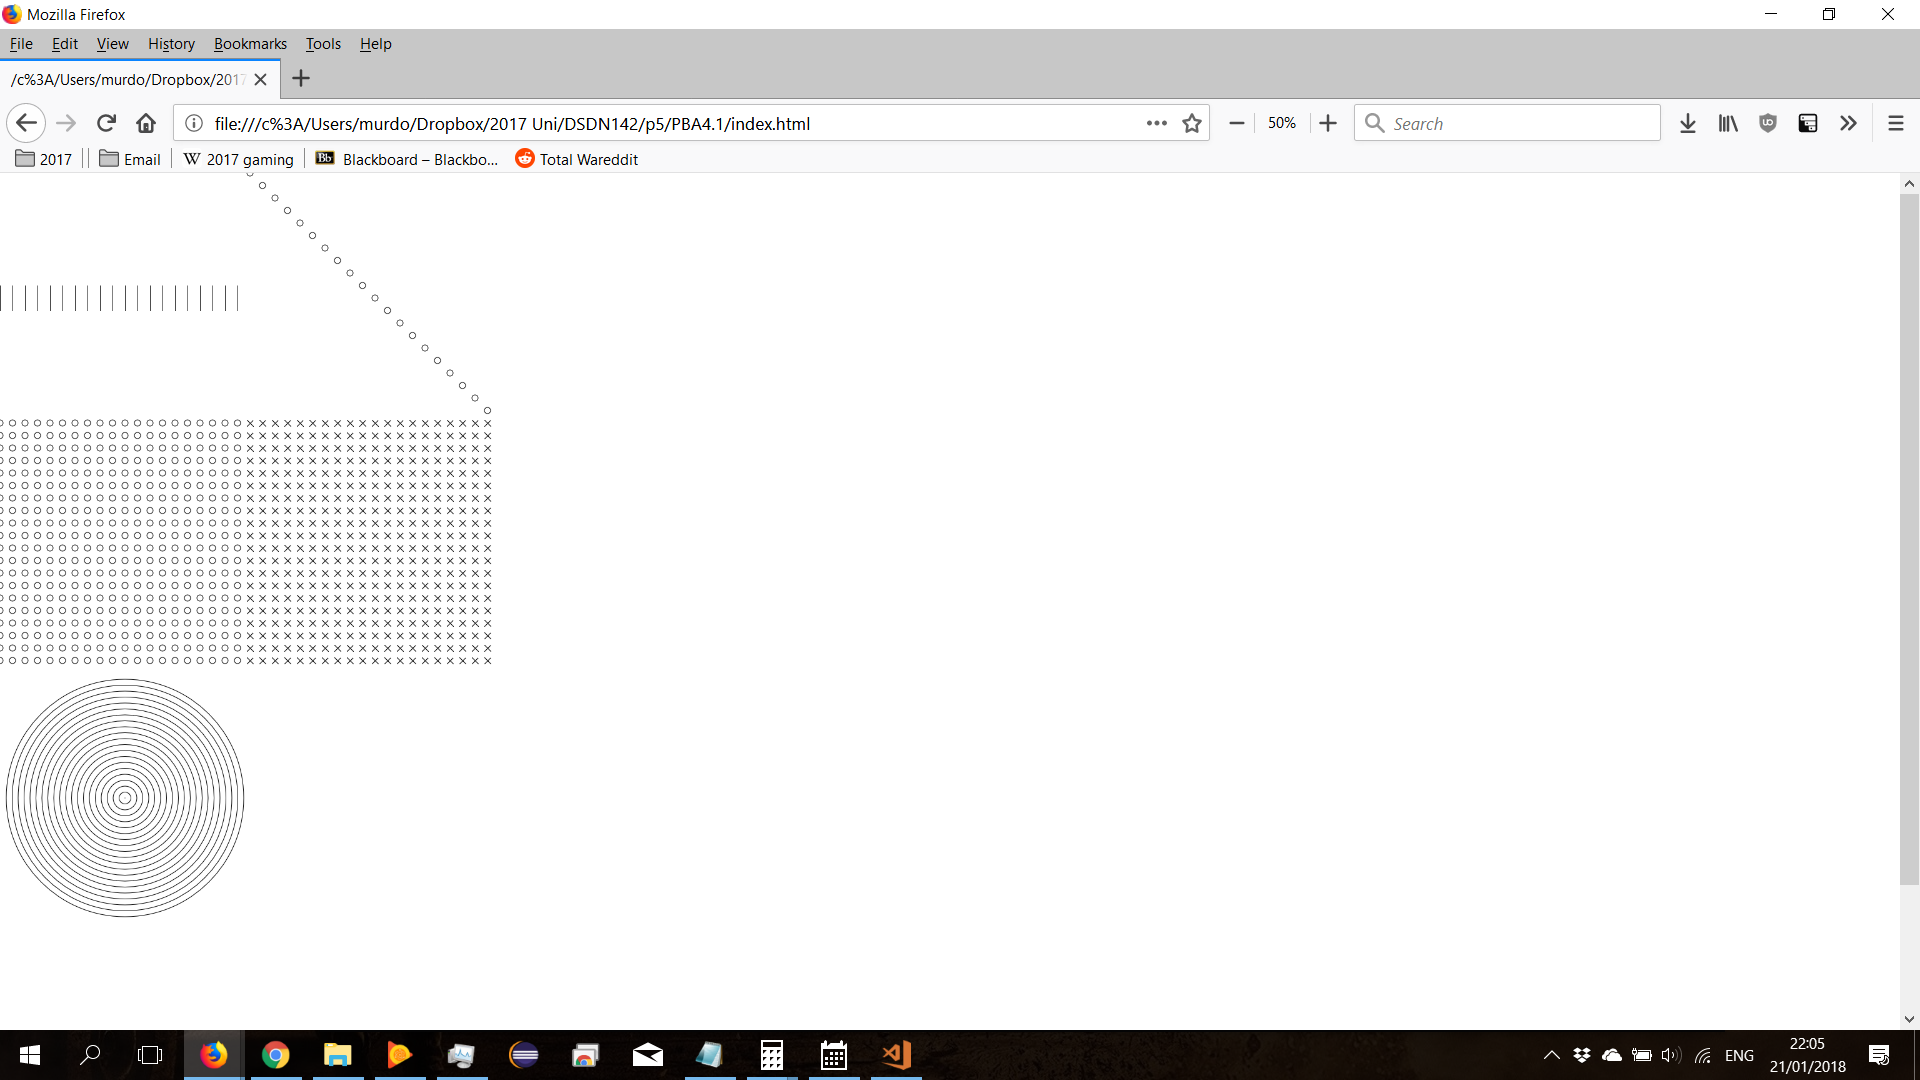 Mozilla Firefox
File Edit View History Bookmarks Tools Help
/c%3A/Users/murdo/Dropbox/2017
file:///c%3A/Users/murdo/Dropbox/2017 Uni/DSDN142/p5/PBA4.1/index.html 50% Search
2017 Email W 2017 gaming Bb Blackboard – Blackbo... Total Wareddit
ENG 22:05
21/01/2018